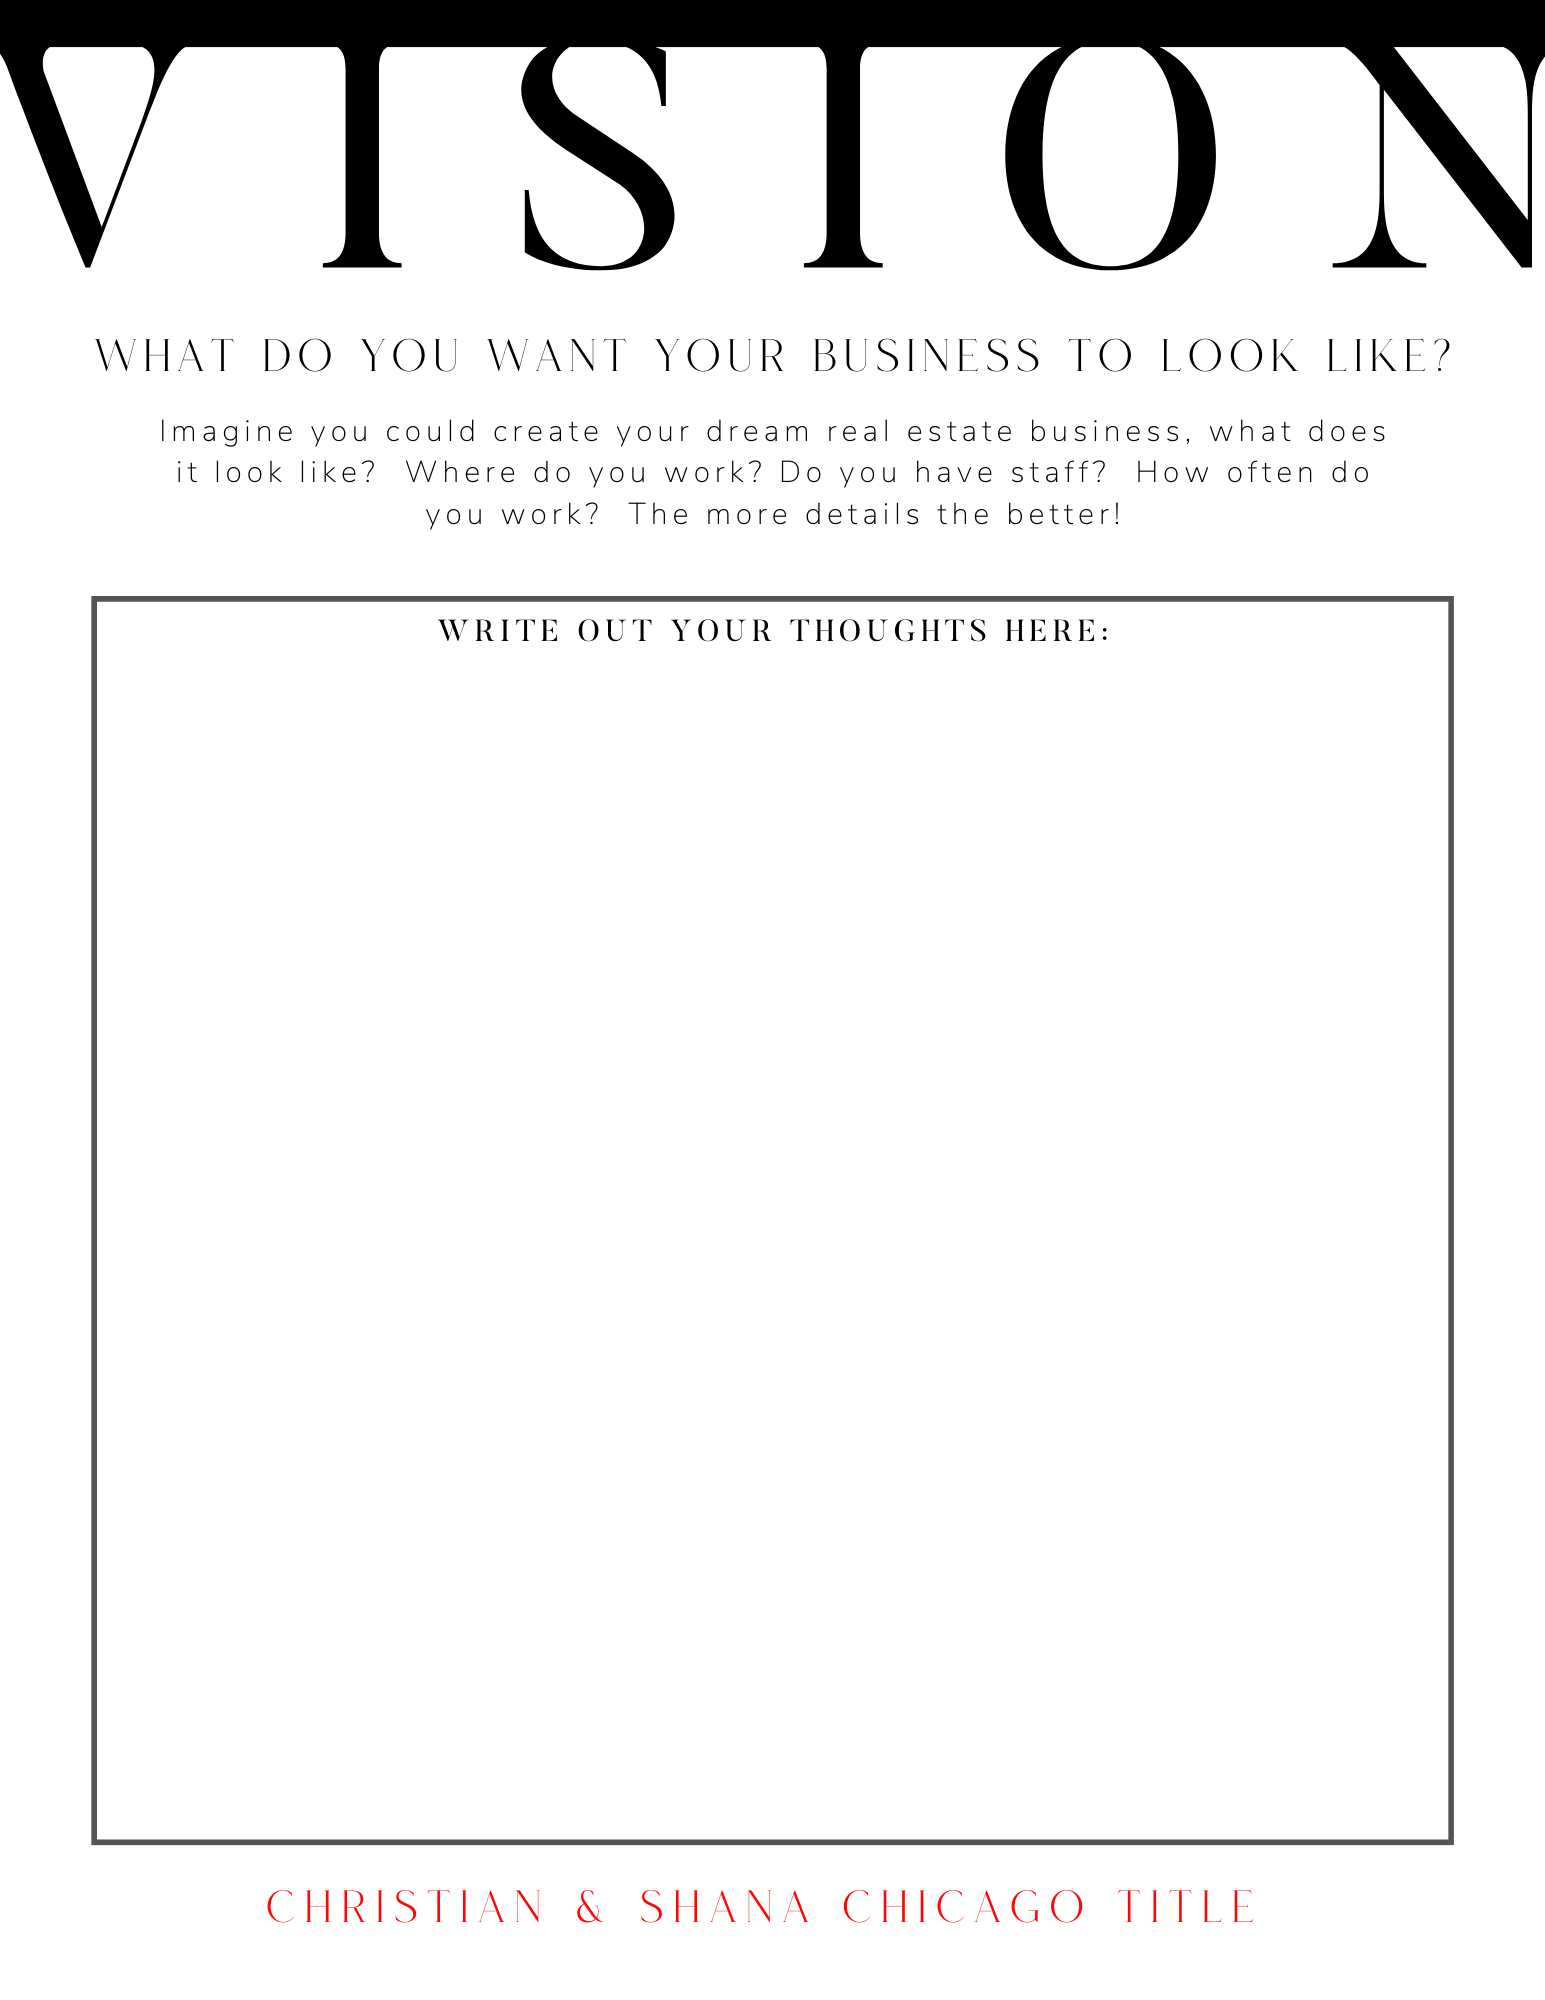 VISION
WHAT DO YOU WANT YOUR BUSINESS TO LOOK LIKE?
Imagine you could create your dream real estate business, what does
it look like?  Where do you work? Do you have staff?  How often do
you work?  The more details the better!
WRITE OUT YOUR THOUGHTS HERE:
CHRISTIAN & SHANA CHICAGO TITLE